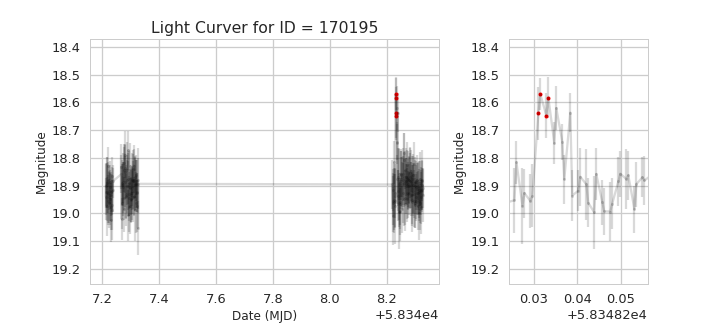 Light Curver for ID = 170195
Magnitude
18.4
18.5
18.6
18.7
18.8
18.9
19.0
19.1
19.2
7.2 7.4 7.6 7.8 8.0 8.2
Date (MJD)
+5.834e4
Magnitude
18.4
18.5
18.6
18.7
18.8
18.9
19.0
19.1
19.2
0.03 0.04 0.05
+5.83482e4